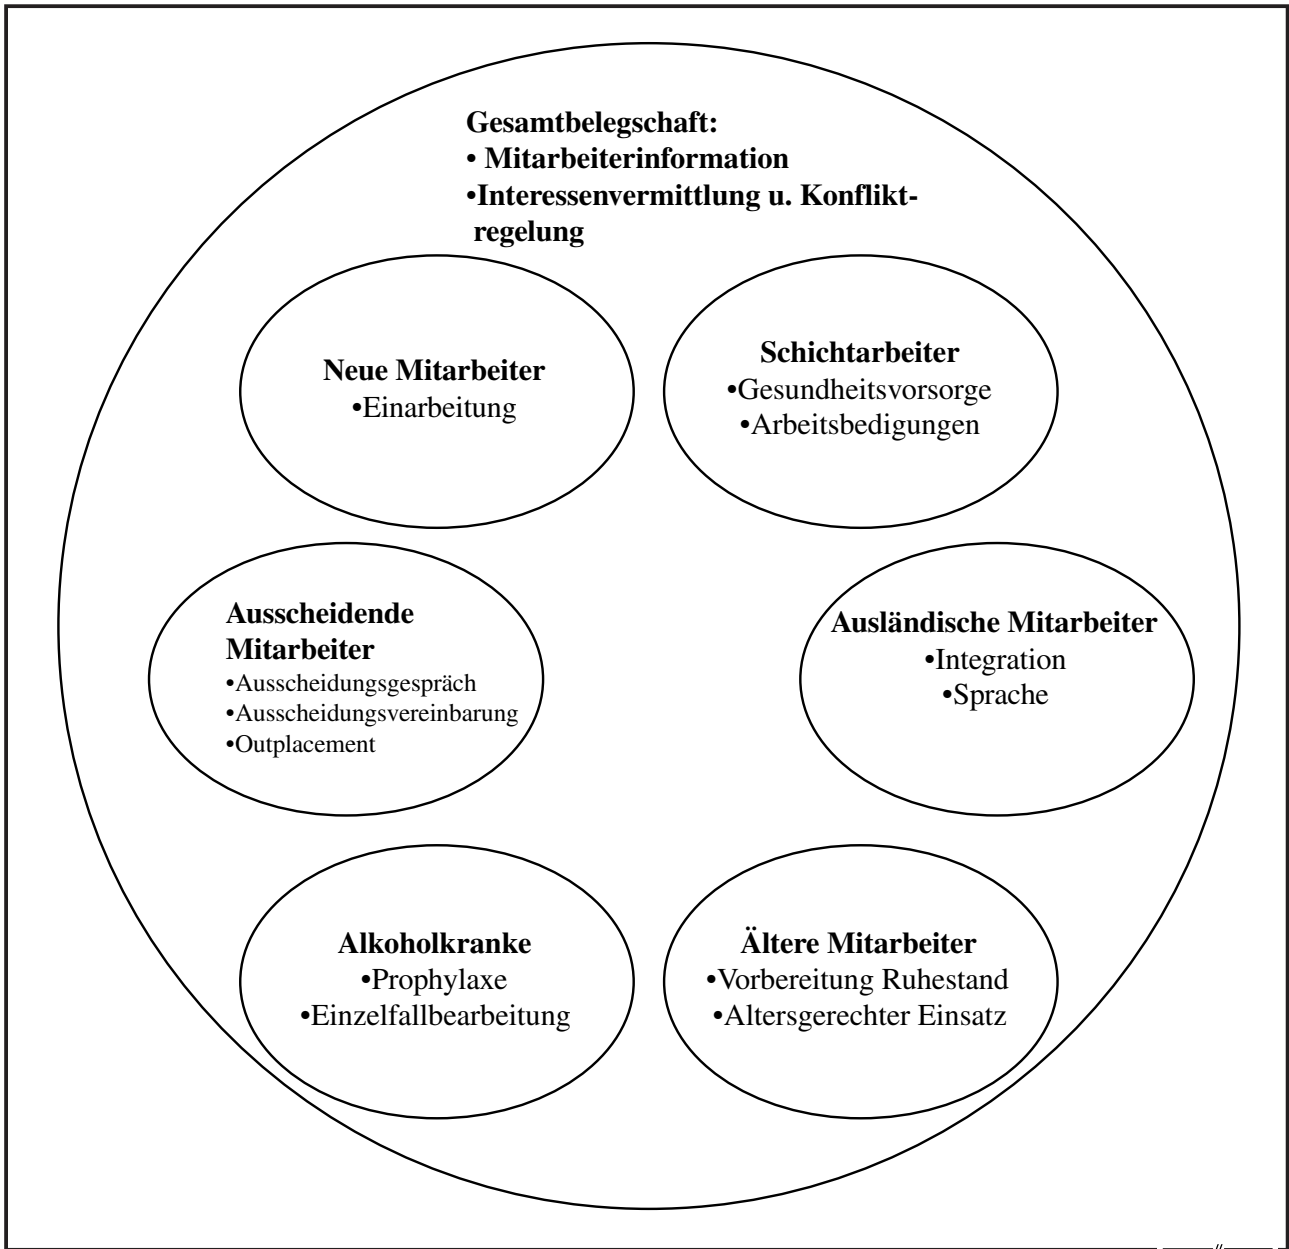 Gesamtbelegschaft:
• Mitarbeiterinformation
•Interessenvermittlung u. Konflikt-
regelung
Neue Mitarbeiter
•Einarbeitung
Schichtarbeiter
•Gesundheitsvorsorge
•Arbeitsbedigungen
Ausscheidende
Mitarbeiter
•Ausscheidungsgespräch
•Ausscheidungsvereinbarung
•Outplacement
Ausländische Mitarbeiter
•Integration
•Sprache
Alkoholkranke
•Prophylaxe
•Einzelfallbearbeitung
Ältere Mitarbeiter
•Vorbereitung Ruhestand
•Altersgerechter Einsatz